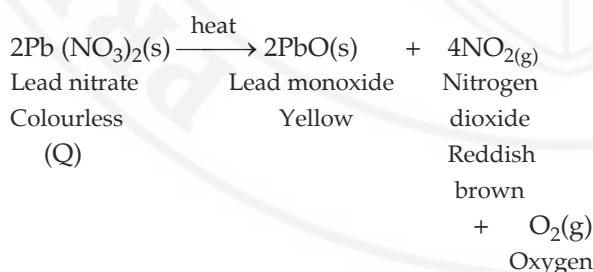 heat
2Pb (NO₃)₂(s) ⟶ 2PbO(s) + 4NO₂(g)
Lead nitrate Lead monoxide Nitrogen
Colourless Yellow dioxide
(Q) Reddish
brown
+ O₂(g)
Oxygen